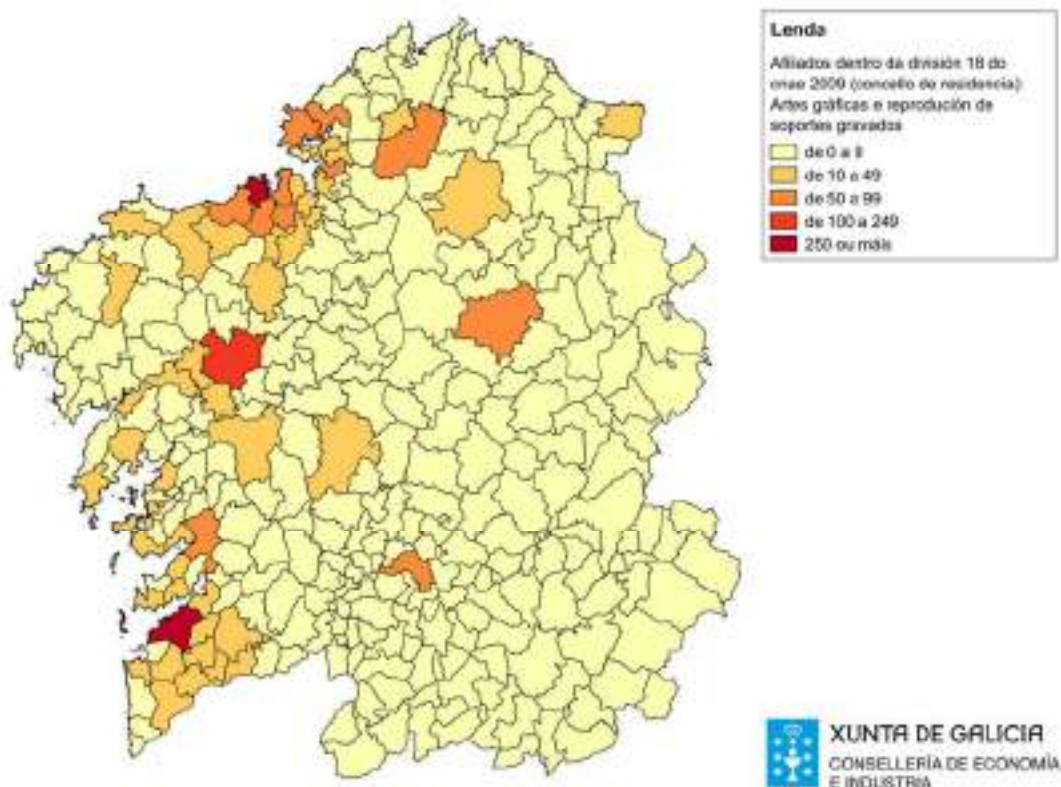 Lenda
Afiliados dentro da división 18 do
cnae 2009 (concello de residencia)
Artes gráficas e reprodución de
soportes gravados
de 0 a 9
de 10 a 49
de 50 a 99
de 100 a 249
250 ou máis
XUNTA DE GALICIA
CONSELLERÍA DE ECONOMÍA
E INDUSTRIA